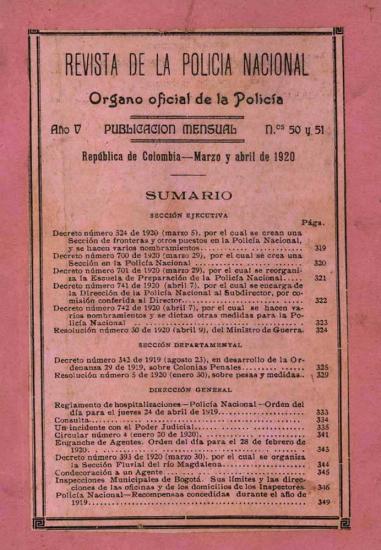 REVISTA DE LA POLICIA NACIONAL
Organo oficial de la Policía
Año V PUBLICACION MENSUAL N.os 50 y 51
República de Colombia—Marzo y abril de 1920
SUMARIO
SECCIÓN EJECUTIVA
Págs.
Decreto número 524 de 1920 (marzo 5), por el cual se crean una
Sección de fronteras y otros puestos en la Policía Nacional,
y se hacen varios nombramientos 319
Decreto número 700 de 1920 (marzo 29), por el cual se crea una
Sección en la Policía Nacional 320
Decreto número 701 de 1920 (marzo 29), por el cual se reorgani-
za la Escuela de Preparación de la Policía Nacional 321
Decreto número 741 de 1920 (abril 7), por el cual se encarga de
la Dirección de la Policía Nacional al Subdirector, por co-
misión conferida al Director 322
Decreto número 742 de 1920 (abril 7), por el cual se hacen va-
rios nombramientos y se dictan otras medidas para la Po-
licía Nacional 323
Resolución número 30 de 1920 (abril 9), del Ministro de Guerra. 324
SECCIÓN DEPARTAMENTAL
Decreto número 342 de 1919 (agosto 23), en desarrollo de la Or-
denanza 29 de 1919, sobre Colonias Penales 325
Resolución número 5 de 1920 (enero 30), sobre pesas y medidas. 329
DIRECCIÓN GENERAL
Reglamento de hospitalizaciones—Policía Nacional—Orden del
día para el jueves 24 de abril de 1919 333
Consulta 334
Un incidente con el Poder Judicial 335
Circular número 4 (enero 20 de 1920). 341
Enganche de Agentes. Orden del día para el 28 de febrero de
1920. 343
Decreto número 393 de 1920 (marzo 30), por el cual se organiza
la Sección Fluvial del río Magdalena 344
Condecoración a un Agente 345
Inspecciones Municipales de Bogotá. Sus límites y las direc-
ciones de las oficinas y de los domicilios de los Inspectores. 346
Policía Nacional—Recompensas concedidas durante el año de
1919 349